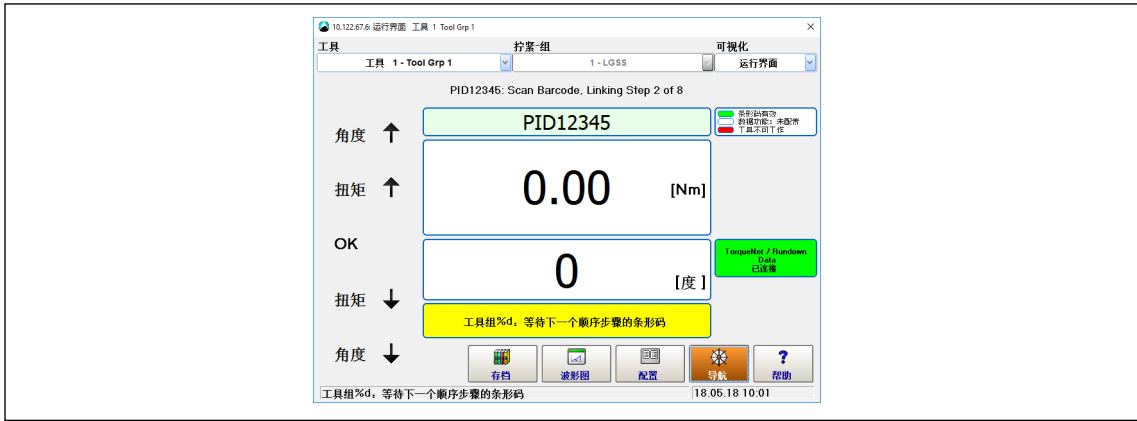 10.122.67.6: 运行界面 工具 1 Tool Grp 1
工具 拧紧-组 可视化
工具 1 - Tool Grp 1 1 - LGSS 运行界面
PID12345: Scan Barcode, Linking Step 2 of 8
PID12345
条形码有效
数据功能：未配置
工具不可工作
角度
扭矩
0.00 [Nm]
OK
TorqueNet / Rundown
Data
已连接
0 [度]
扭矩
工具组%d：等待下一个顺序步骤的条形码
角度
存档 波形图 配置 导航 ? 帮助
工具组%d：等待下一个顺序步骤的条形码 18.05.18 10:01